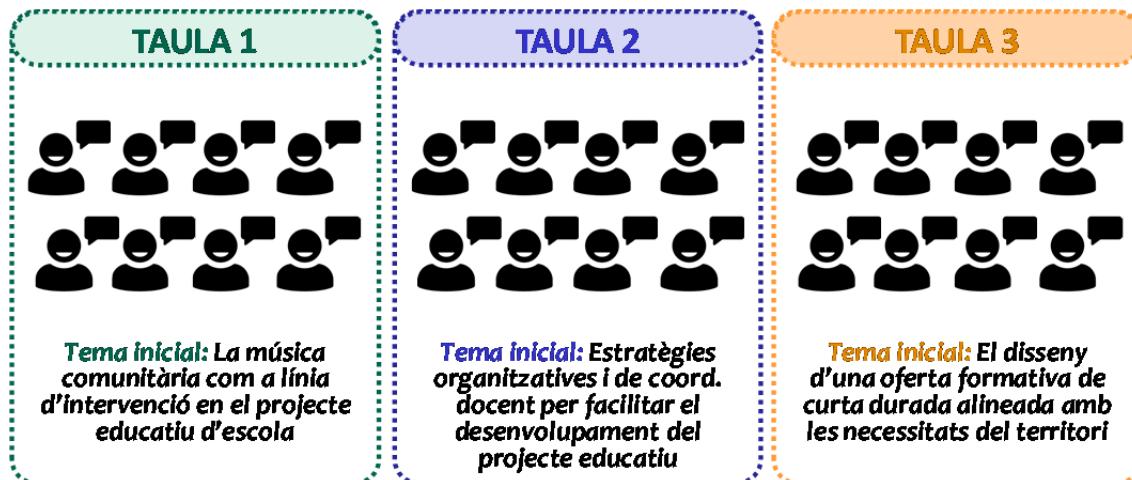 TAULA 1
Tema inicial: La música
comunitària com a línia
d'intervenció en el projecte
educatiu d'escola
TAULA 2
Tema inicial: Estratègies
organitzatives i de coord.
docent per facilitar el
desenvolupament del
projecte educatiu
TAULA 3
Tema inicial: El disseny
d'una oferta formativa de
curta durada alineada amb
les necessitats del territori